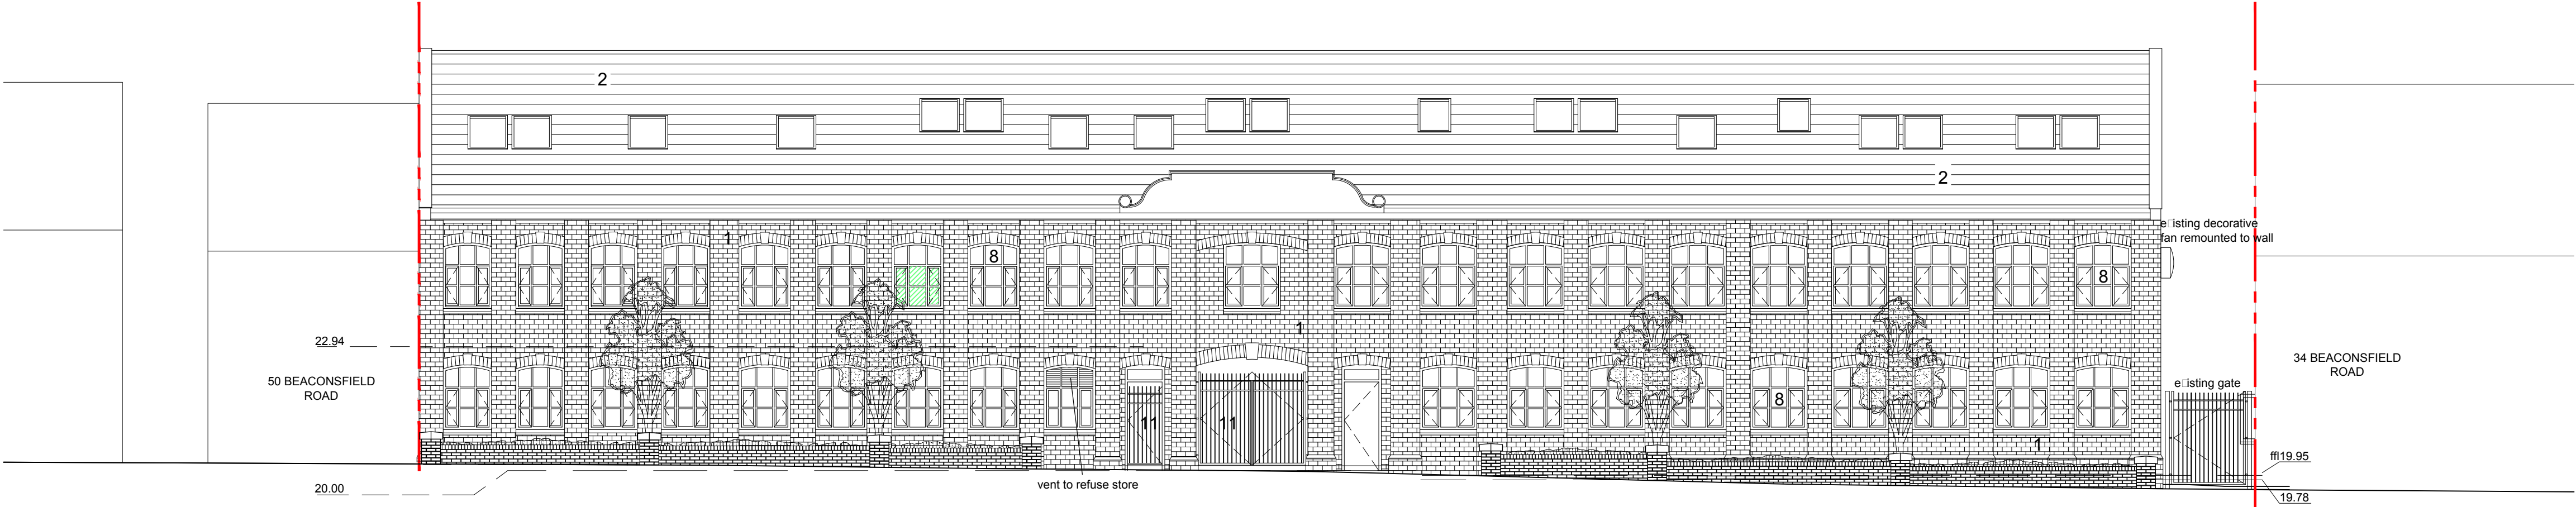 2
2
1
8
existing decorative
fan remounted to wall
8
1
22.94
50 BEACONSFIELD
ROAD
34 BEACONSFIELD
ROAD
existing gate
8
11
11
1
ffl19.95
vent to refuse store
20.00
19.78